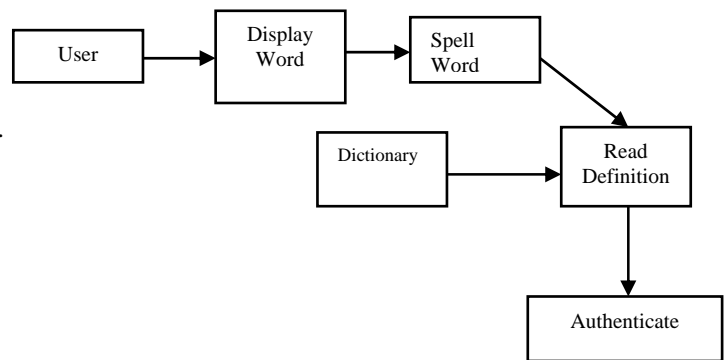 User
Display
Word
Spell
Word
Dictionary
Read
Definition
Authenticate